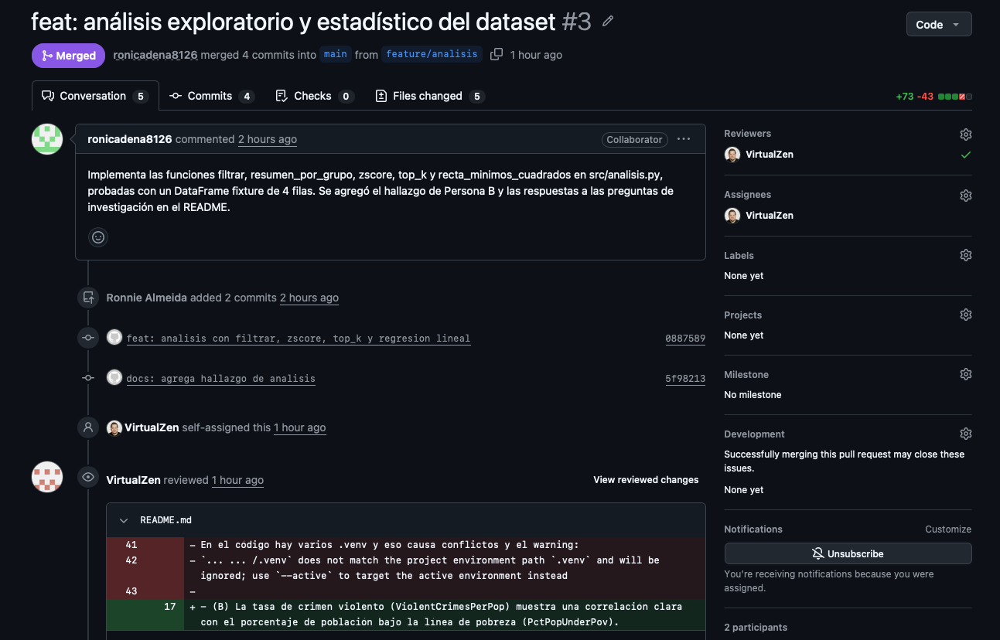 feat: análisis exploratorio y estadístico del dataset #3
Code
Merged
ronicadena8126 merged 4 commits into main from feature/analisis 1 hour ago
Conversation 5
Commits 4
Checks 0
Files changed 5
+73 -43
ronicadena8126 commented 2 hours ago
Collaborator
Implementa las funciones filtrar, resumen_por_grupo, zscore, top_k y recta_minimos_cuadrados en src/analisis.py,
probadas con un DataFrame fixture de 4 filas. Se agregó el hallazgo de Persona B y las respuestas a las preguntas de
investigación en el README.
Ronnie Almeida added 2 commits 2 hours ago
feat: analisis con filtrar, zscore, top_k y regresion lineal
0887589
docs: agrega hallazgo de analisis
5f98213
VirtualZen self-assigned this 1 hour ago
VirtualZen reviewed 1 hour ago
View reviewed changes
README.md
41 - En el código hay varios .venv y eso causa conflictos y el warning:
42 - `... ... /.venv` does not match the project environment path `.venv` and will be
ignored; use `--active` to target the active environment instead
43 -
17 + - (B) La tasa de crimen violento (ViolentCrimesPerPop) muestra una correlación clara
con el porcentaje de población bajo la línea de pobreza (PctPopUnderPov).
Reviewers
VirtualZen
Assignees
VirtualZen
Labels
None yet
Projects
None yet
Milestone
No milestone
Development
Successfully merging this pull request may close these
issues.
None yet
Notifications
Customize
Unsubscribe
You're receiving notifications because you were
assigned.
2 participants